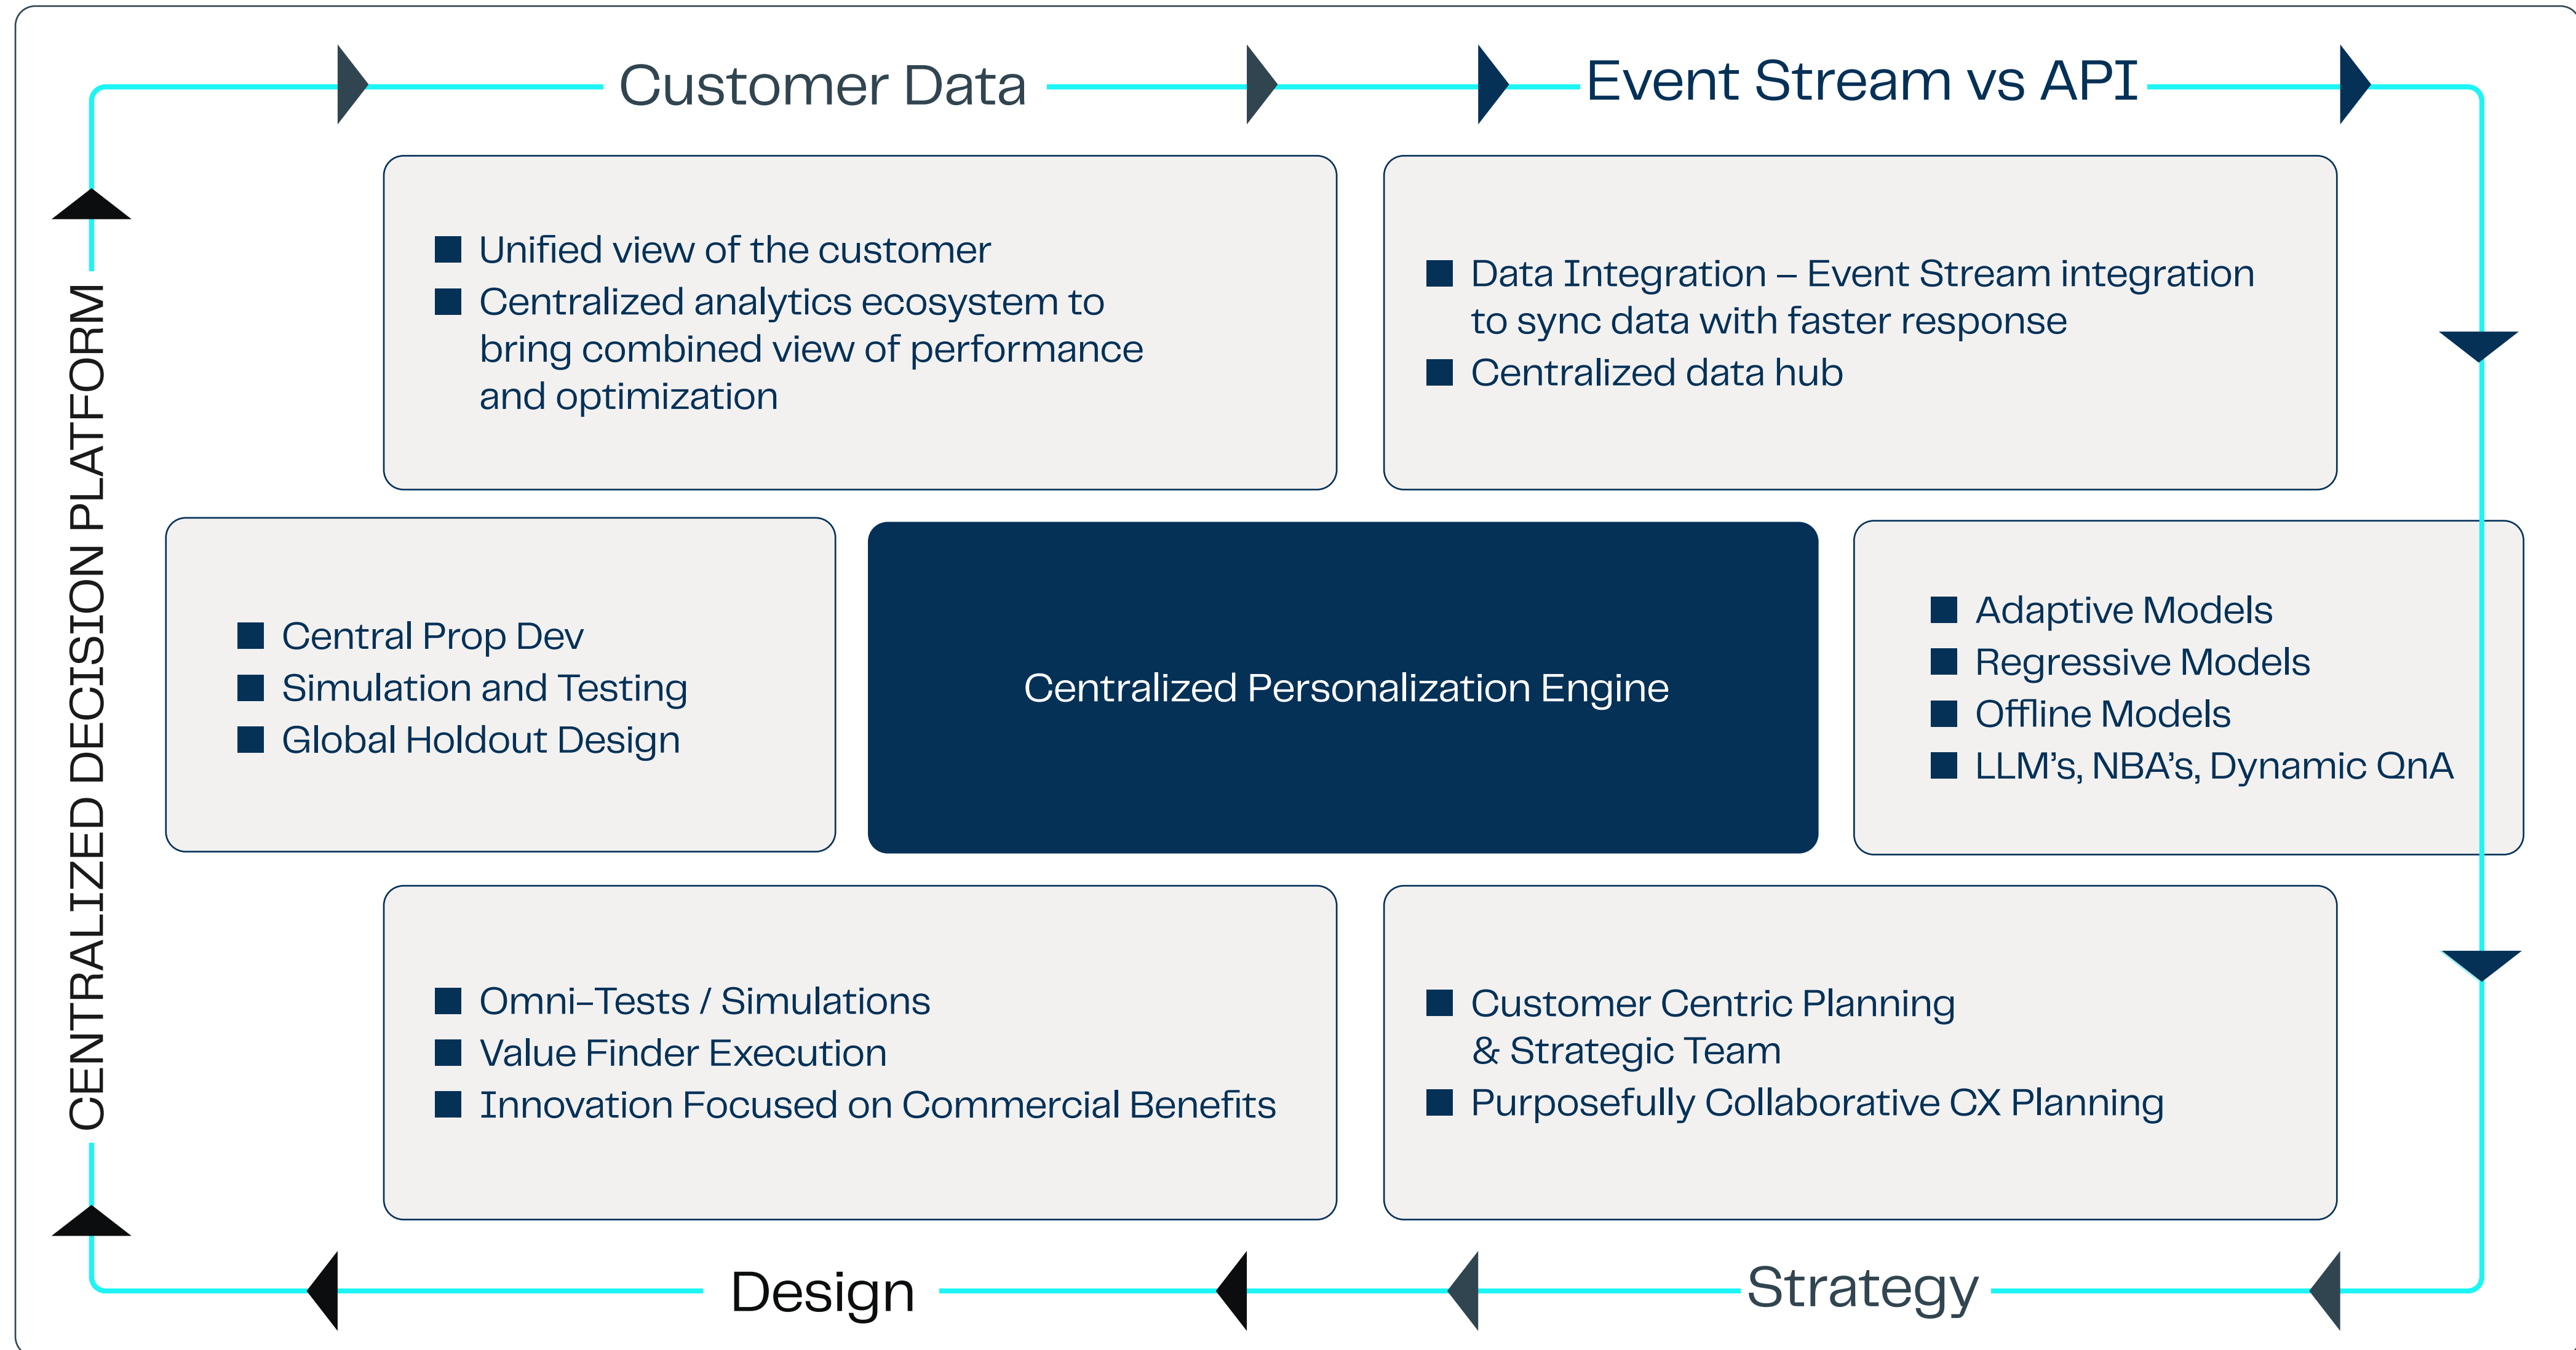 Customer Data
Event Stream vs API
CENTRALIZED DECISION PLATFORM
Unified view of the customer
Centralized analytics ecosystem to
bring combined view of performance
and optimization
Data Integration – Event Stream integration
to sync data with faster response
Centralized data hub
Central Prop Dev
Simulation and Testing
Global Holdout Design
Centralized Personalization Engine
Adaptive Models
Regressive Models
Offline Models
LLM’s, NBA’s, Dynamic QnA
Omni–Tests / Simulations
Value Finder Execution
Innovation Focused on Commercial Benefits
Customer Centric Planning
& Strategic Team
Purposefully Collaborative CX Planning
Design
Strategy